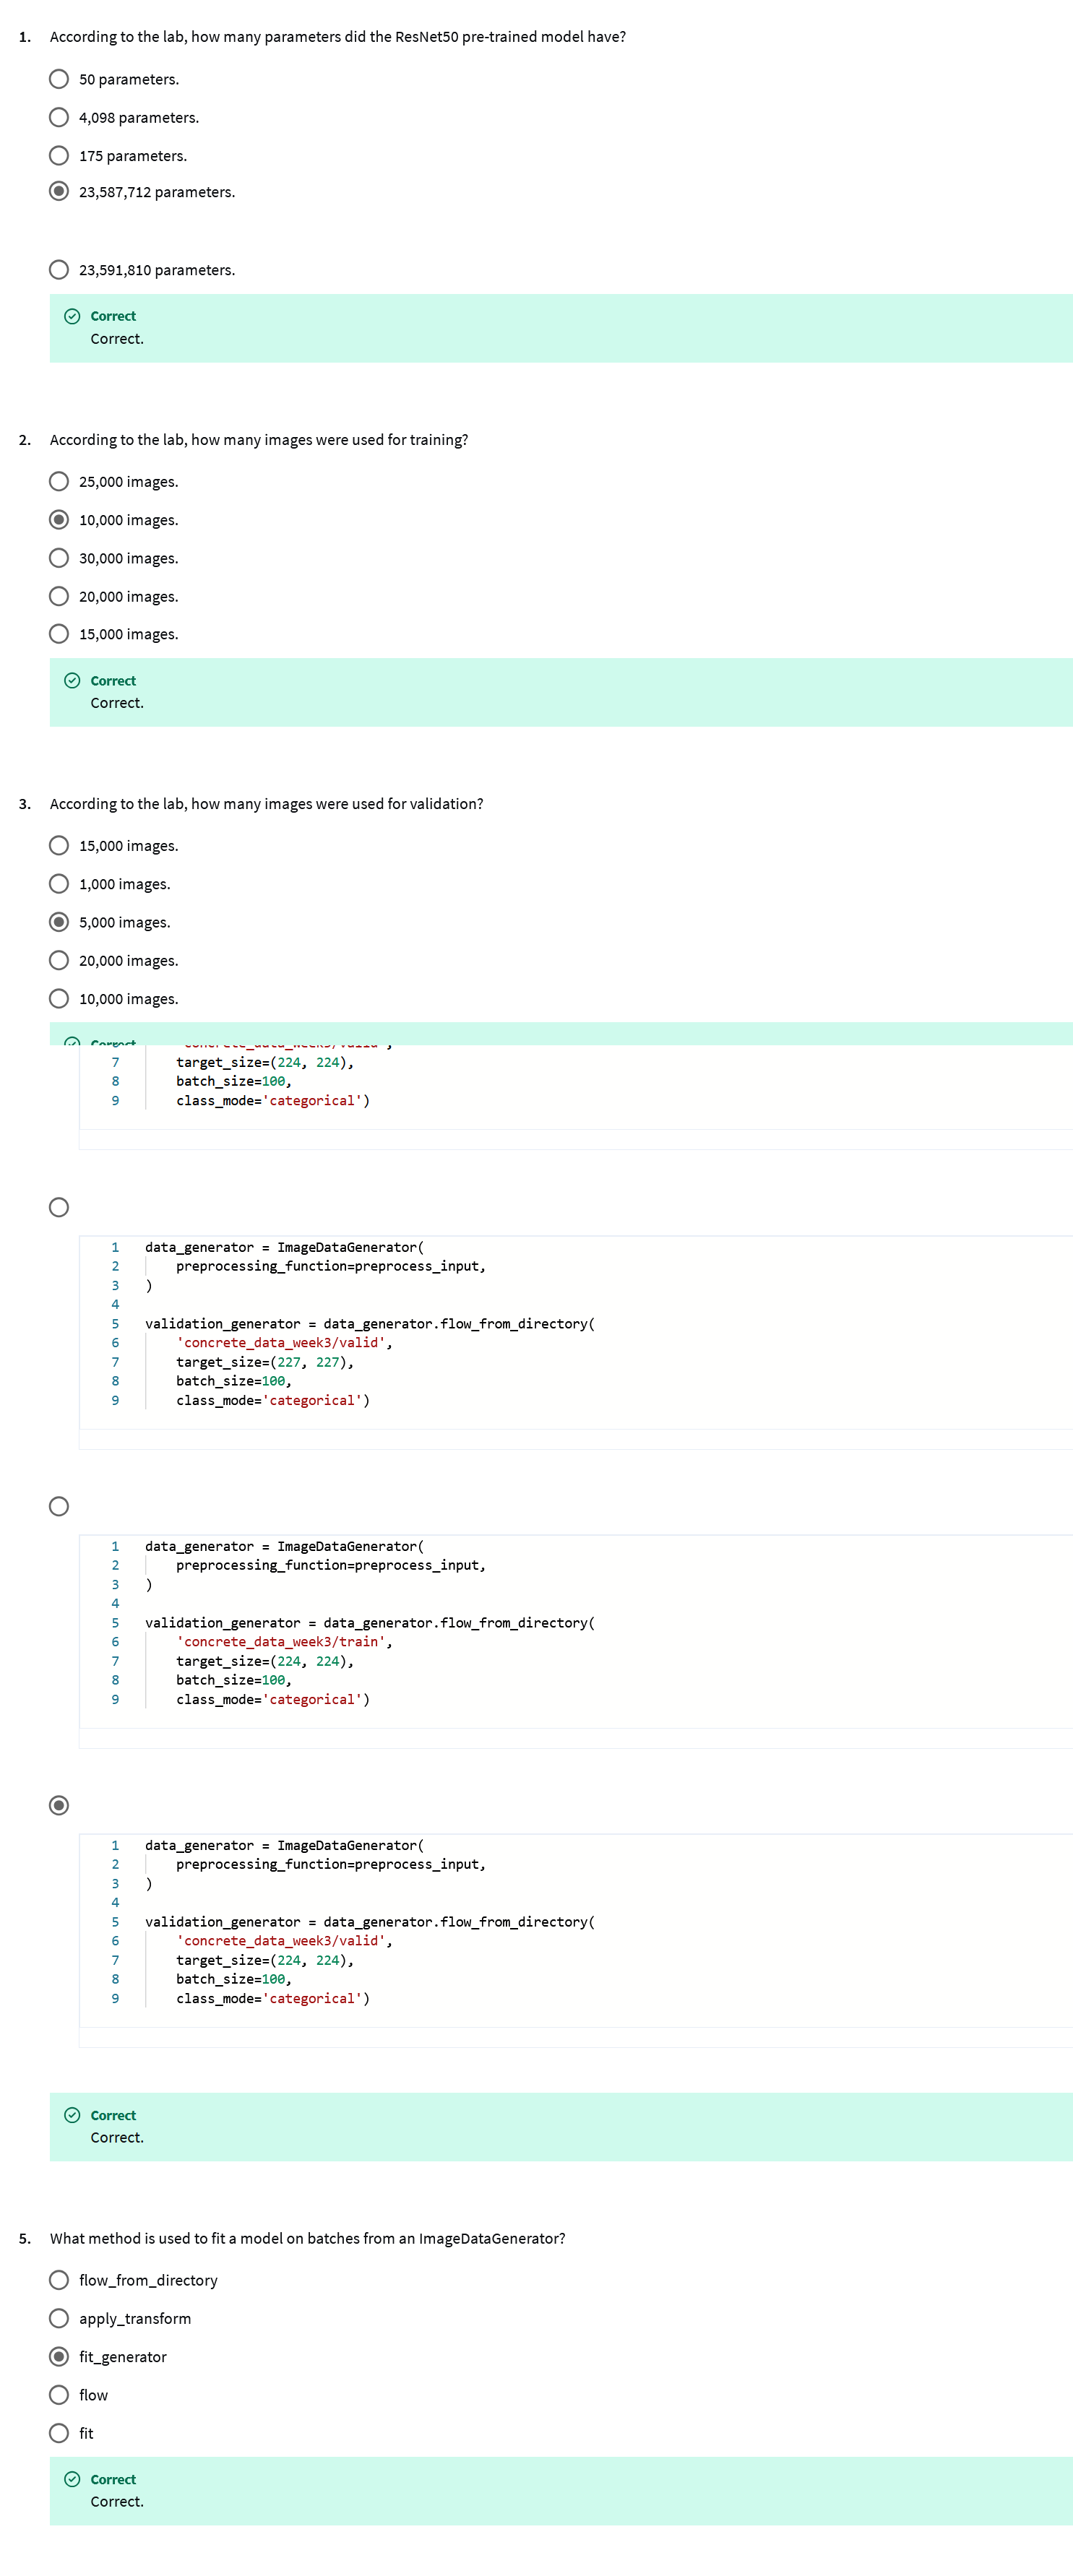 1. According to the lab, how many parameters did the ResNet50 pre-trained model have?
50 parameters.
4,098 parameters.
175 parameters.
23,587,712 parameters.
23,591,810 parameters.
Correct
Correct.
2. According to the lab, how many images were used for training?
25,000 images.
10,000 images.
30,000 images.
20,000 images.
15,000 images.
Correct
Correct.
3. According to the lab, how many images were used for validation?
15,000 images.
1,000 images.
5,000 images.
20,000 images.
10,000 images.
Correct
7 target_size=(224, 224),
8 batch_size=100,
9 class_mode='categorical')
1 data_generator = ImageDataGenerator(
2 preprocessing_function=preprocess_input,
3 )
4
5 validation_generator = data_generator.flow_from_directory(
6 'concrete_data_week3/valid',
7 target_size=(227, 227),
8 batch_size=100,
9 class_mode='categorical')
1 data_generator = ImageDataGenerator(
2 preprocessing_function=preprocess_input,
3 )
4
5 validation_generator = data_generator.flow_from_directory(
6 'concrete_data_week3/train',
7 target_size=(224, 224),
8 batch_size=100,
9 class_mode='categorical')
1 data_generator = ImageDataGenerator(
2 preprocessing_function=preprocess_input,
3 )
4
5 validation_generator = data_generator.flow_from_directory(
6 'concrete_data_week3/valid',
7 target_size=(224, 224),
8 batch_size=100,
9 class_mode='categorical')
Correct
Correct.
5. What method is used to fit a model on batches from an ImageDataGenerator?
flow_from_directory
apply_transform
fit_generator
flow
fit
Correct
Correct.